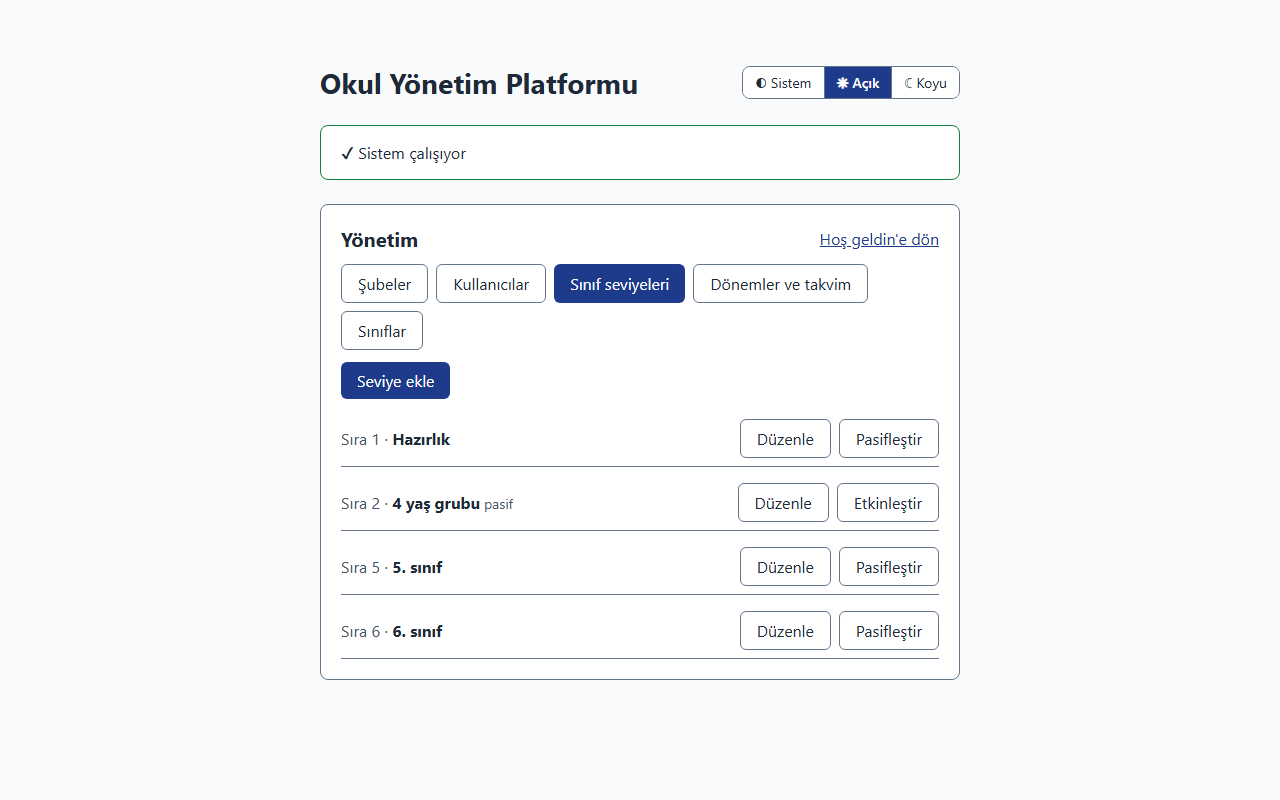 Okul Yönetim Platformu
◐ Sistem
❋ Açık
☾ Koyu
✓ Sistem çalışıyor
Yönetim
Hoş geldin'e dön
Şubeler
Kullanıcılar
Sınıf seviyeleri
Dönemler ve takvim
Sınıflar
Seviye ekle
Sıra 1 · Hazırlık
Düzenle
Pasifleştir
Sıra 2 · 4 yaş grubu pasif
Düzenle
Etkinleştir
Sıra 5 · 5. sınıf
Düzenle
Pasifleştir
Sıra 6 · 6. sınıf
Düzenle
Pasifleştir